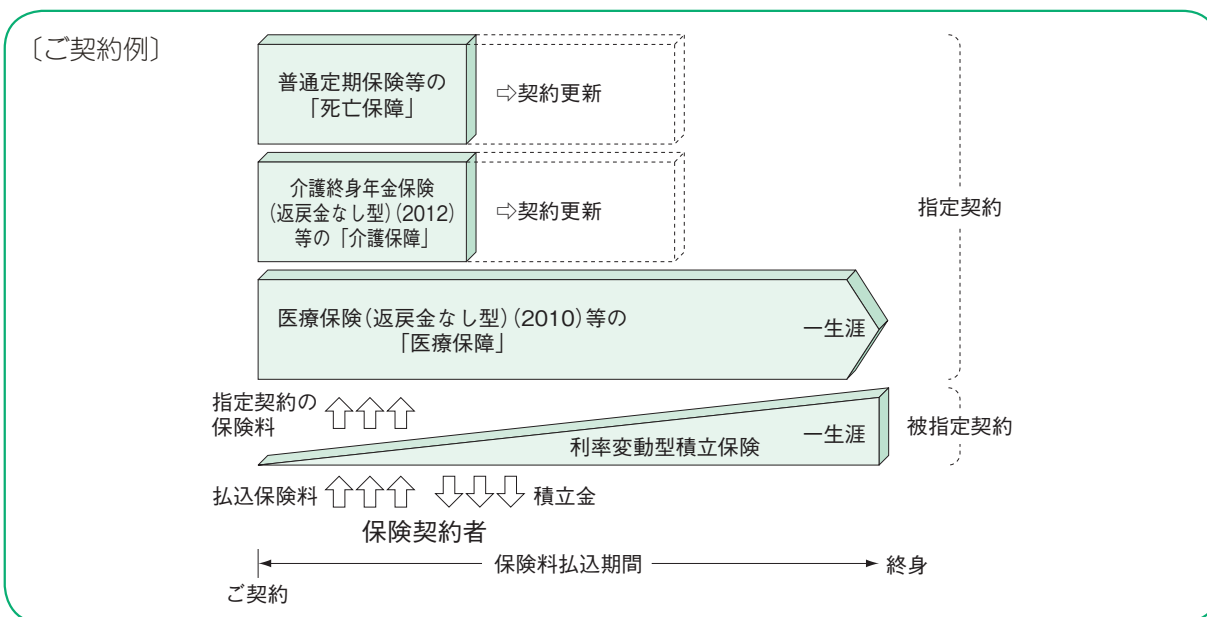 〔ご契約例〕
普通定期保険等の
「死亡保障」
⇨契約更新
介護終身年金保険
(返戻金なし型)(2012)
等の「介護保障」
⇨契約更新
指定契約
医療保険(返戻金なし型)(2010)等の
「医療保障」
一生涯
指定契約の
保険料
利率変動型積立保険
一生涯
被指定契約
払込保険料
積立金
保険契約者
保険料払込期間
終身
ご契約